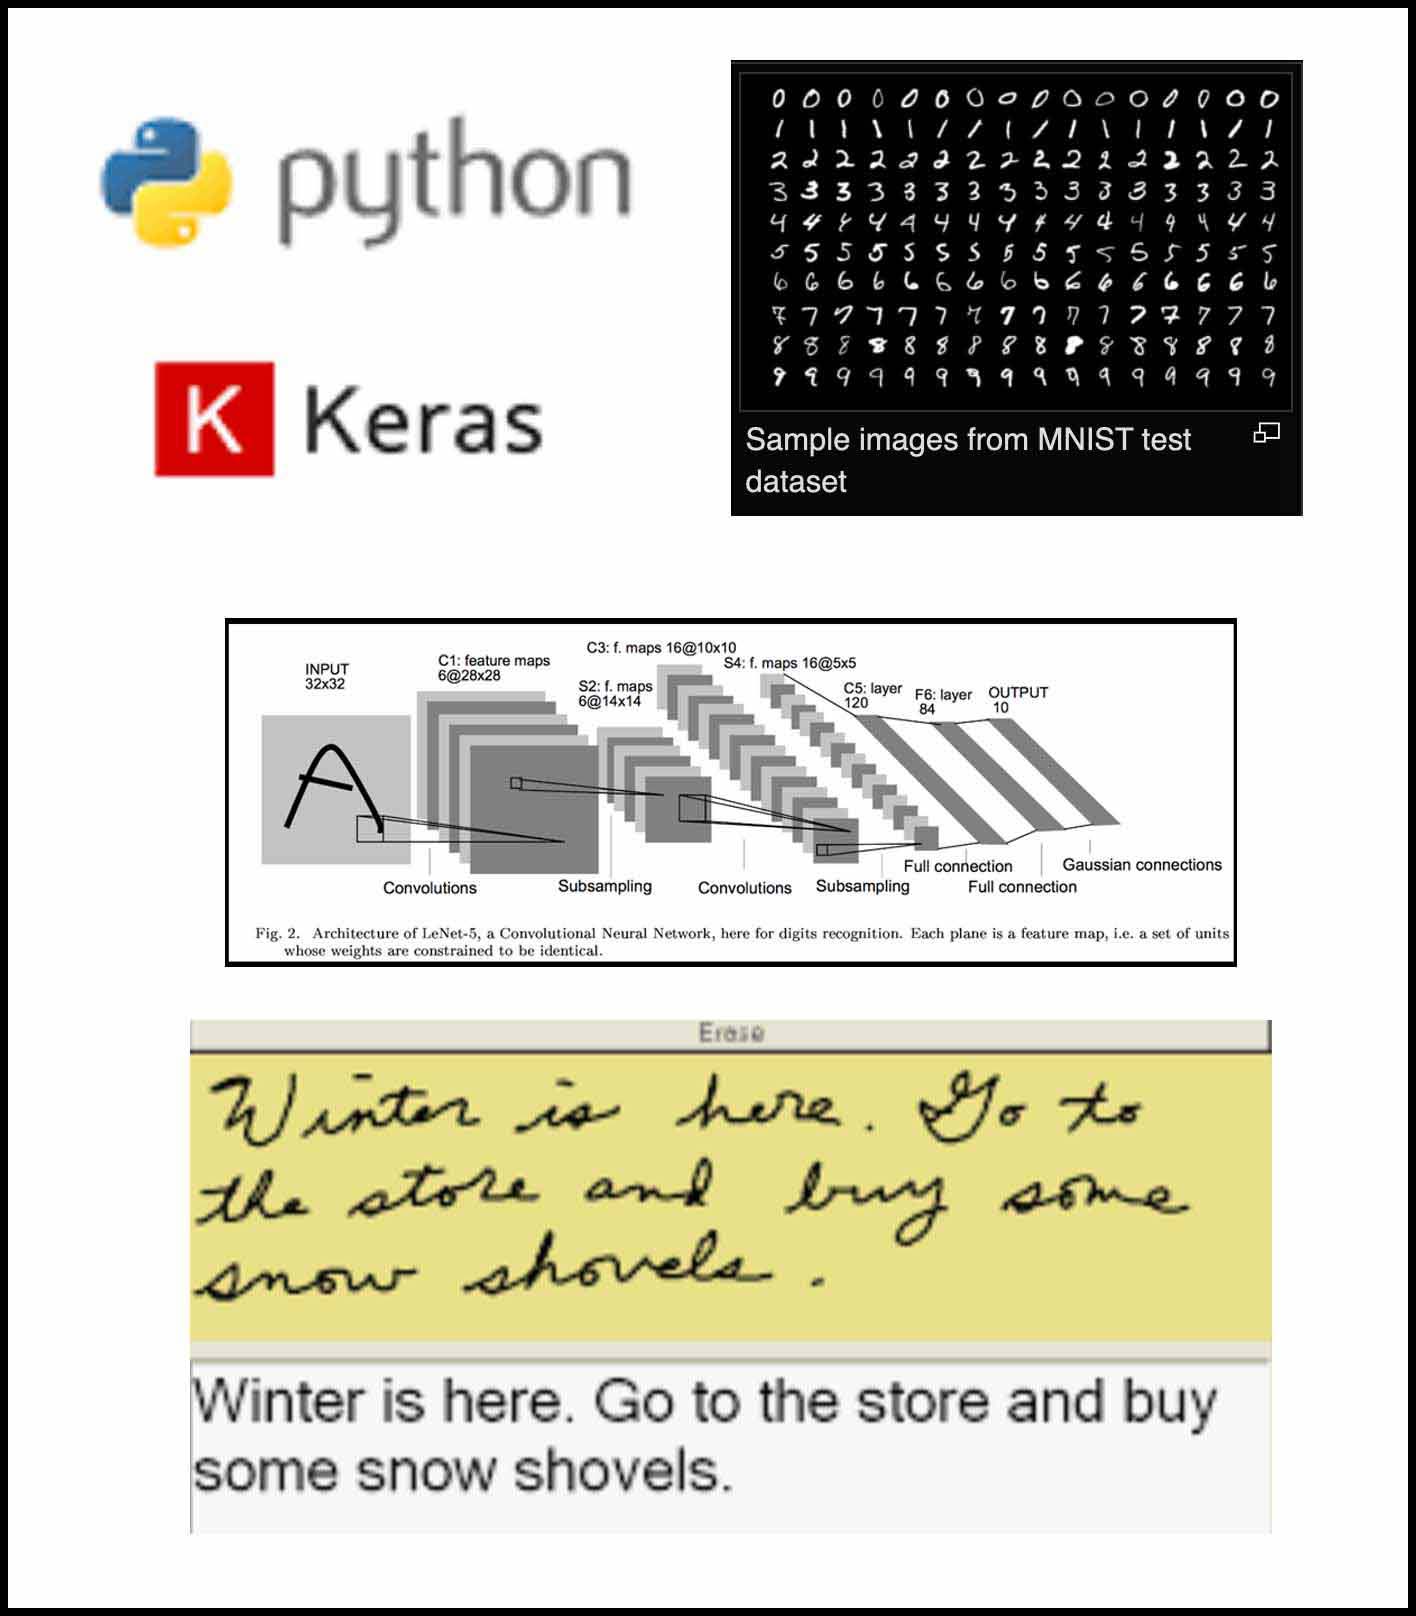 python
Keras
0 0 0 0 0 0 0 0 0 0 0 0 0 0 0 0
1 1 1 1 1 1 1 1 1 1 1 1 1 1 1 1
2 2 2 2 2 2 2 2 2 2 2 2 2 2 2 2
3 3 3 3 3 3 3 3 3 3 3 3 3 3 3 3
4 4 4 4 4 4 4 4 4 4 4 4 4 4 4 4
5 5 5 5 5 5 5 5 5 5 5 5 5 5 5 5
6 6 6 6 6 6 6 6 6 6 6 6 6 6 6 6
7 7 7 7 7 7 7 7 7 7 7 7 7 7 7 7
8 8 8 8 8 8 8 8 8 8 8 8 8 8 8 8
9 9 9 9 9 9 9 9 9 9 9 9 9 9 9 9
Sample images from MNIST test
dataset
INPUT
32x32
A
C1: feature maps
6@28x28
S2: f. maps
6@14x14
C3: f. maps 16@10x10
S4: f. maps 16@5x5
C5: layer
120
F6: layer
84
OUTPUT
10
Convolutions
Subsampling
Convolutions
Subsampling
Full connection
Full connection
Gaussian connections
Fig. 2. Architecture of LeNet-5, a Convolutional Neural Network, here for digits recognition. Each plane is a feature map, i.e. a set of units
whose weights are constrained to be identical.
Erase
Winter is here. Go to
the store and buy some
snow shovels.
Winter is here. Go to the store and buy
some snow shovels.